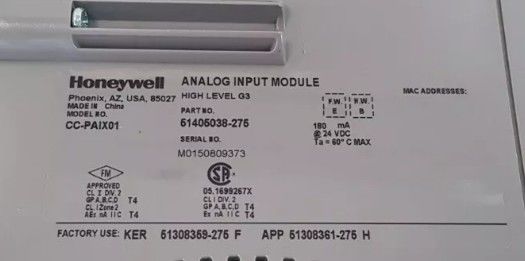 Honeywell
Phoenix, AZ, USA, 85027
MADE IN China
MODEL NO.
CC-PAIX01
ANALOG INPUT MODULE
HIGH LEVEL G3
PART NO.
51405038-275
SERIAL NO.
M0150809373
F.W. H.W.
E B
180 mA
@ 24 VDC
Ta = 60° C MAX
MAC ADDRESSES:
FM
APPROVED
CL I DIV. 2
GP A,B,C,D T4
CL I Zone 2
AEx nA IIC T4
SA
05.1699267X
CL I DIV. 2
GP A,B,C,D T4
Ex nA IIC T4
FACTORY USE: KER 51308359-275 F APP 51308361-275 H